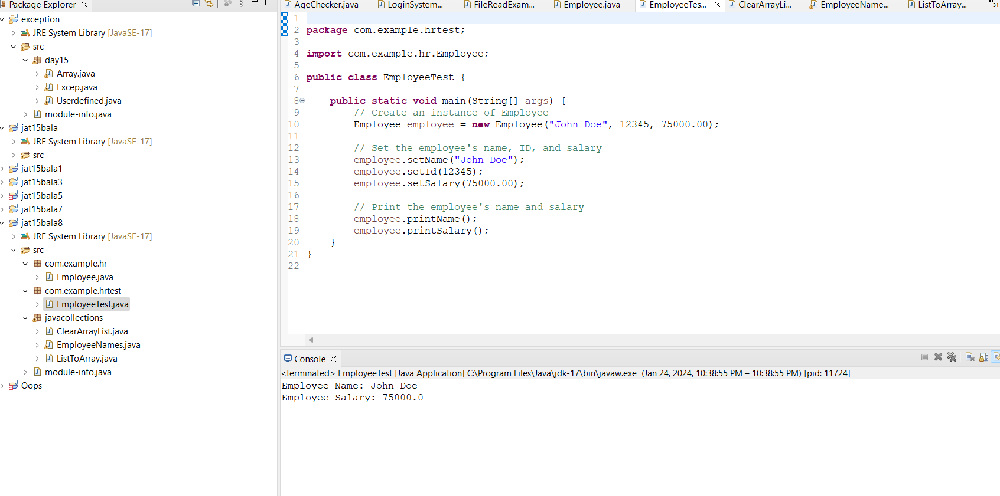 Package Explorer
exception
JRE System Library [JavaSE-17]
src
day15
Array.java
Excep.java
Userdefined.java
module-info.java
jat15bala
JRE System Library [JavaSE-17]
src
jat15bala1
jat15bala3
jat15bala5
jat15bala7
jat15bala8
JRE System Library [JavaSE-17]
src
com.example.hr
Employee.java
com.example.hrtest
EmployeeTest.java
javacollections
ClearArrayList.java
EmployeeNames.java
ListToArray.java
module-info.java
Oops
AgeChecker.java LoginSystem... FileReadExam... Employee.java EmployeeTes... ClearArrayLi... EmployeeName... ListToArray... 31
1
2 package com.example.hrtest;
3
4 import com.example.hr.Employee;
5
6 public class EmployeeTest {
7
8 public static void main(String[] args) {
9 // Create an instance of Employee
10 Employee employee = new Employee("John Doe", 12345, 75000.00);
11
12 // Set the employee's name, ID, and salary
13 employee.setName("John Doe");
14 employee.setId(12345);
15 employee.setSalary(75000.00);
16
17 // Print the employee's name and salary
18 employee.printName();
19 employee.printSalary();
20 }
21 }
22
Console
<terminated> EmployeeTest [Java Application] C:\Program Files\Java\jdk-17\bin\javaw.exe (Jan 24, 2024, 10:38:55 PM – 10:38:55 PM) [pid: 11724]
Employee Name: John Doe
Employee Salary: 75000.0